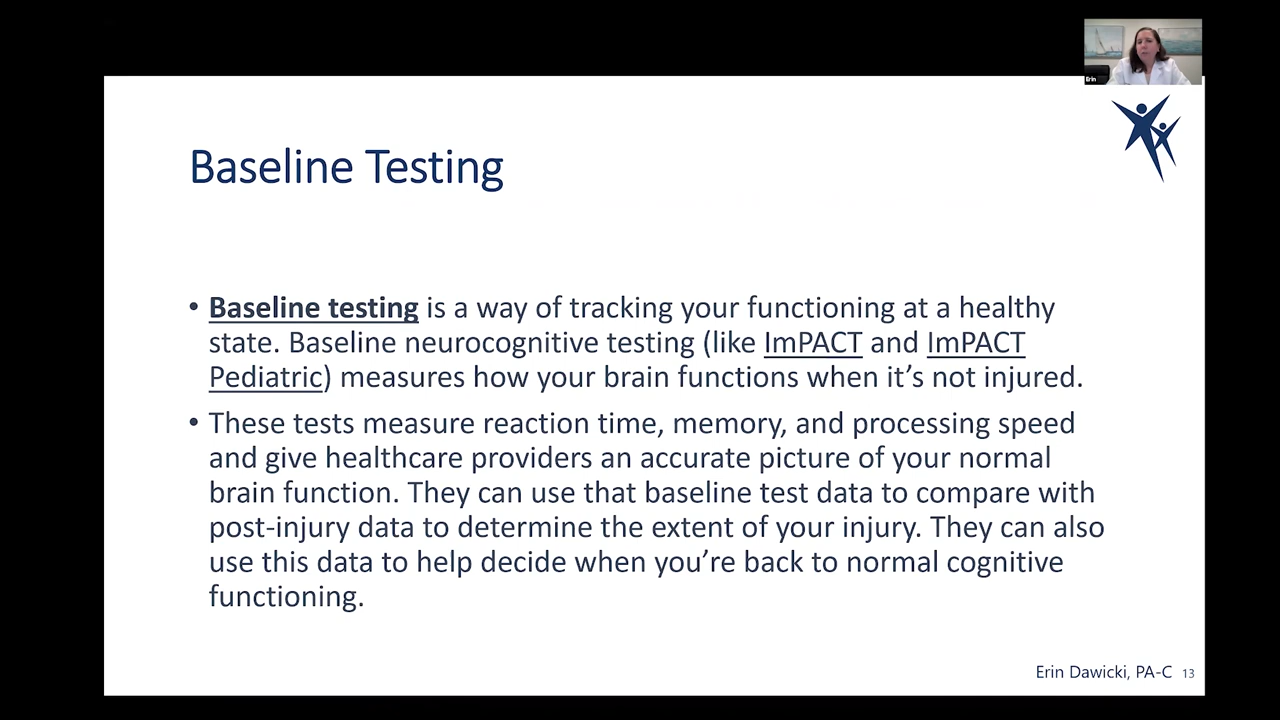 Erin
Baseline Testing
• Baseline testing is a way of tracking your functioning at a healthy
state. Baseline neurocognitive testing (like ImPACT and ImPACT
Pediatric) measures how your brain functions when it’s not injured.
• These tests measure reaction time, memory, and processing speed
and give healthcare providers an accurate picture of your normal
brain function. They can use that baseline test data to compare with
post-injury data to determine the extent of your injury. They can also
use this data to help decide when you’re back to normal cognitive
functioning.
Erin Dawicki, PA-C 13